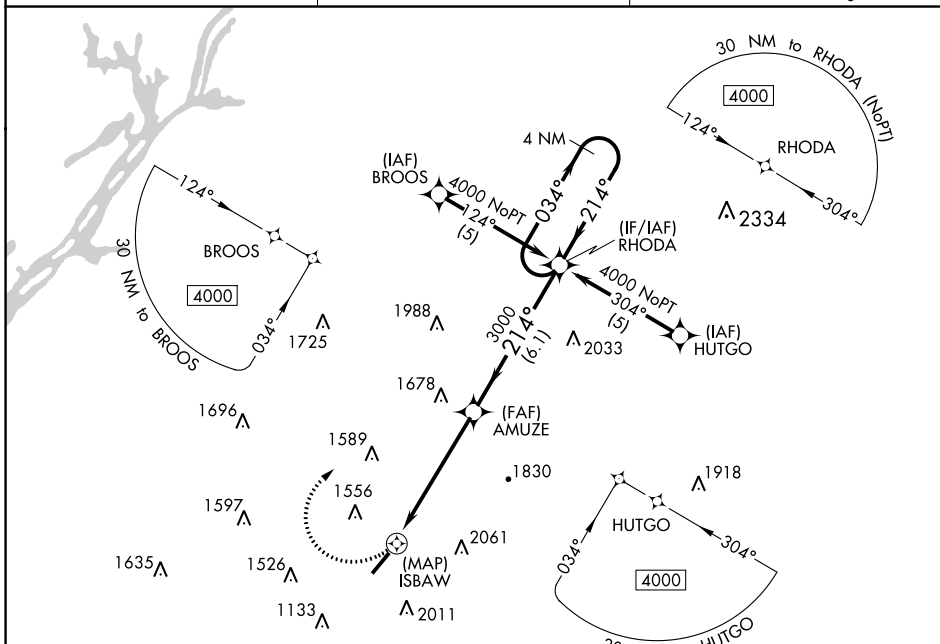 30 NM to RHODA (NoPT)
4000
124°
RHODA
304°
2334
4 NM
(IAF)
BROOS
4000 NoPT
124°
(5)
034°
214°
(IF/IAF)
RHODA
4000 NoPT
304°
(5)
(IAF)
HUTGO
124°
BROOS
4000
034°
30 NM to BROOS
1725
1988
3000
214°
(6.1)
2033
1678
(FAF)
AMUZE
1696
1589
1830
1556
1597
1918
HUTGO
304°
034°
4000
HUTGO
2061
(MAP)
ISBAW
1635
1526
1133
2011